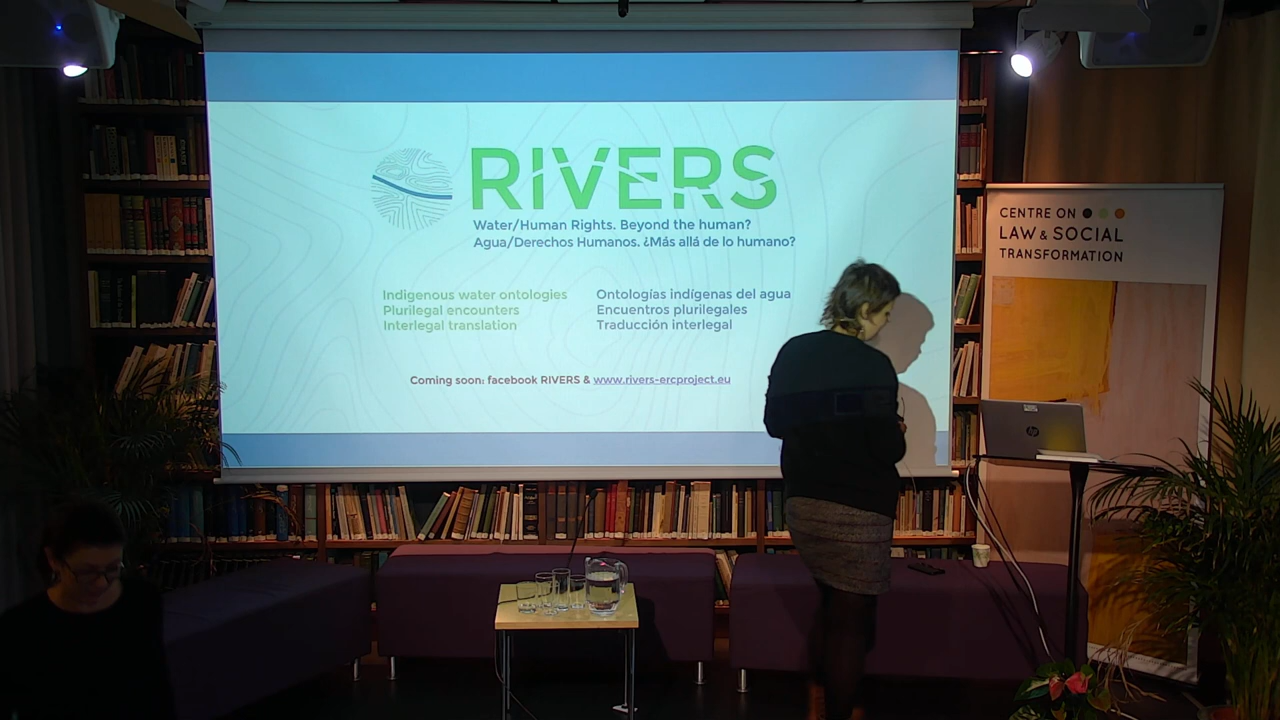 RIVERS
Water/Human Rights. Beyond the human?
Agua/Derechos Humanos. ¿Más allá de lo humano?
Indigenous water ontologies
Plurilegal encounters
Interlegal translation
Ontologías indígenas del agua
Encuentros plurilegales
Traducción interlegal
Coming soon: facebook RIVERS & www.rivers-ercproject.eu
CENTRE ON
LAW & SOCIAL
TRANSFORMATION
hp